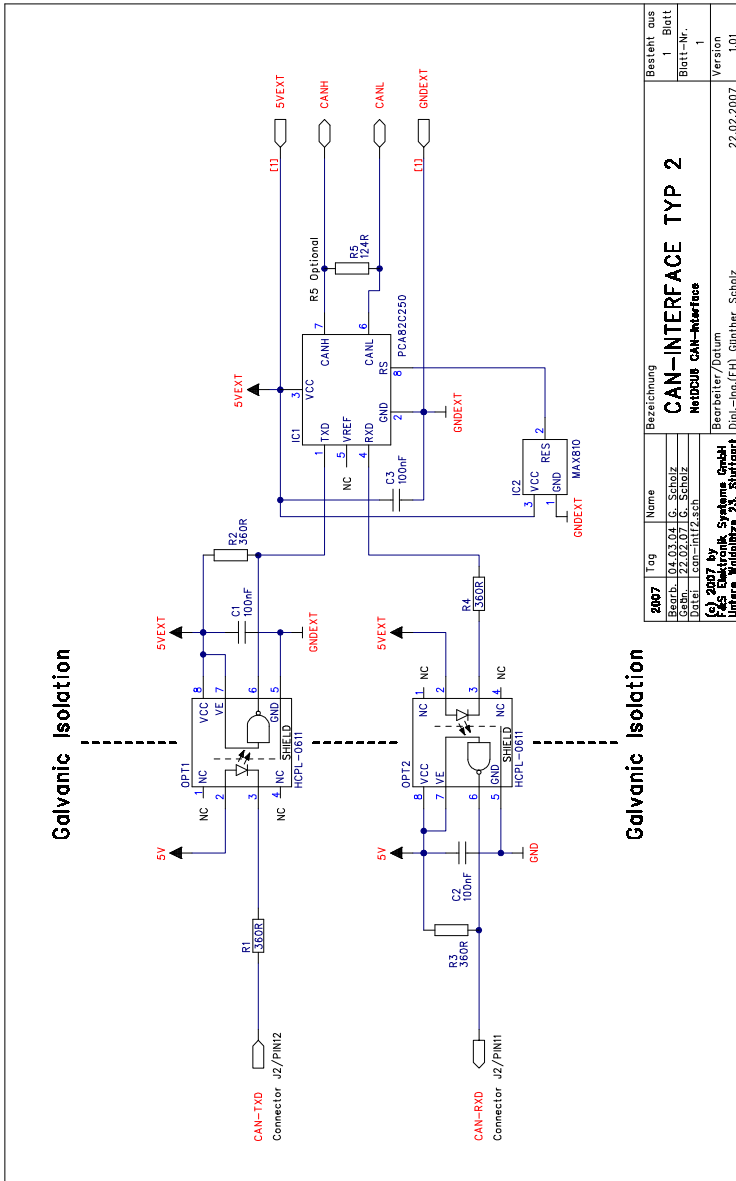 Galvanic Isolation
Galvanic Isolation
5VEXT
CANH
CANL
GNDEXT
[1]
[1]
R5 Optional
R5
124R
5VEXT
IC1
3
VCC
1
TXD
5
VREF
NC
4
RXD
7
CANH
6
CANL
PCA82C250
8
RS
GND
2
GNDEXT
C3
100nF
IC2
3
VCC
RES
2
1
GND
MAX810
GNDEXT
R2
360R
5VEXT
C1
100nF
GNDEXT
OPT1
1
NC
NC
2
3
4
NC
NC
8
VCC
7
VE
6
5
GND
SHIELD
HCPL-0611
5V
R1
360R
CAN-TXD
Connector J2/PIN12
5VEXT
R4
360R
OPT2
8
VCC
7
VE
6
5
GND
1
NC
NC
2
3
4
NC
NC
SHIELD
HCPL-0611
5V
C2
100nF
GND
R3
360R
CAN-RXD
Connector J2/PIN11
2007
Tag
Name
Bearb.
04.03.04
G. Scholz
Geän.
22.02.07
G. Scholz
Datei
can-intf2.sch
(c) 2007 by
F&S Elektronik Systeme GmbH
Untere Waldplätze 23, Stuttgart
Bezeichnung
CAN-INTERFACE TYP 2
NetDCU8 CAN-Interface
Bearbeiter/Datum
Dipl.-Ing.(FH) Günther Scholz
22.02.2007
Besteht aus
1 Blatt
Blatt-Nr.
1
Version
1.01